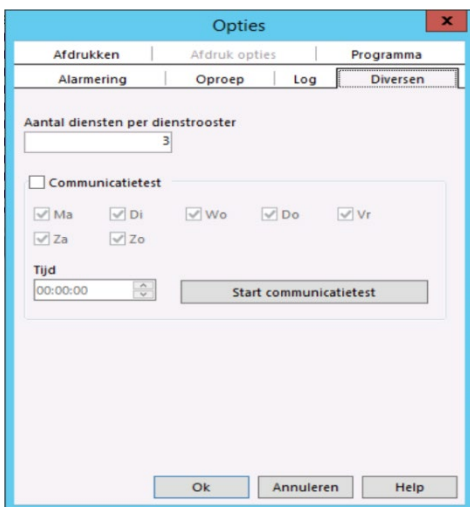 Opties
Afdrukken Afdruk opties Programma
Alarmering Oproep Log Diversen
Aantal diensten per dienstrooster
3
Communicatietest
Ma Di Wo Do Vr
Za Zo
Tijd
00:00:00 Start communicatietest
Ok Annuleren Help